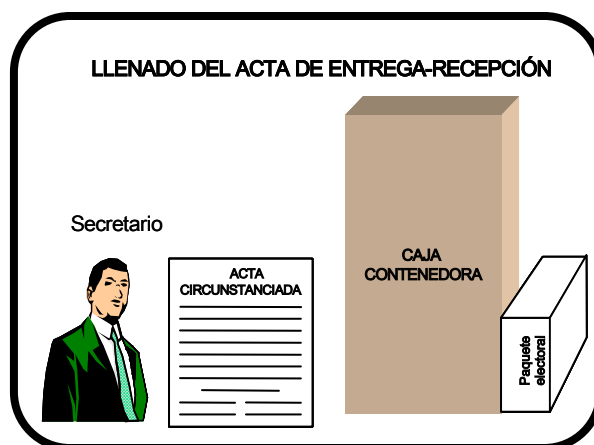 LLENADO DEL ACTA DE ENTREGA-RECEPCIÓN
Secretario
ACTA
CIRCUNSTANCIADA
CAJA
CONTENEDORA
Paquete
electoral